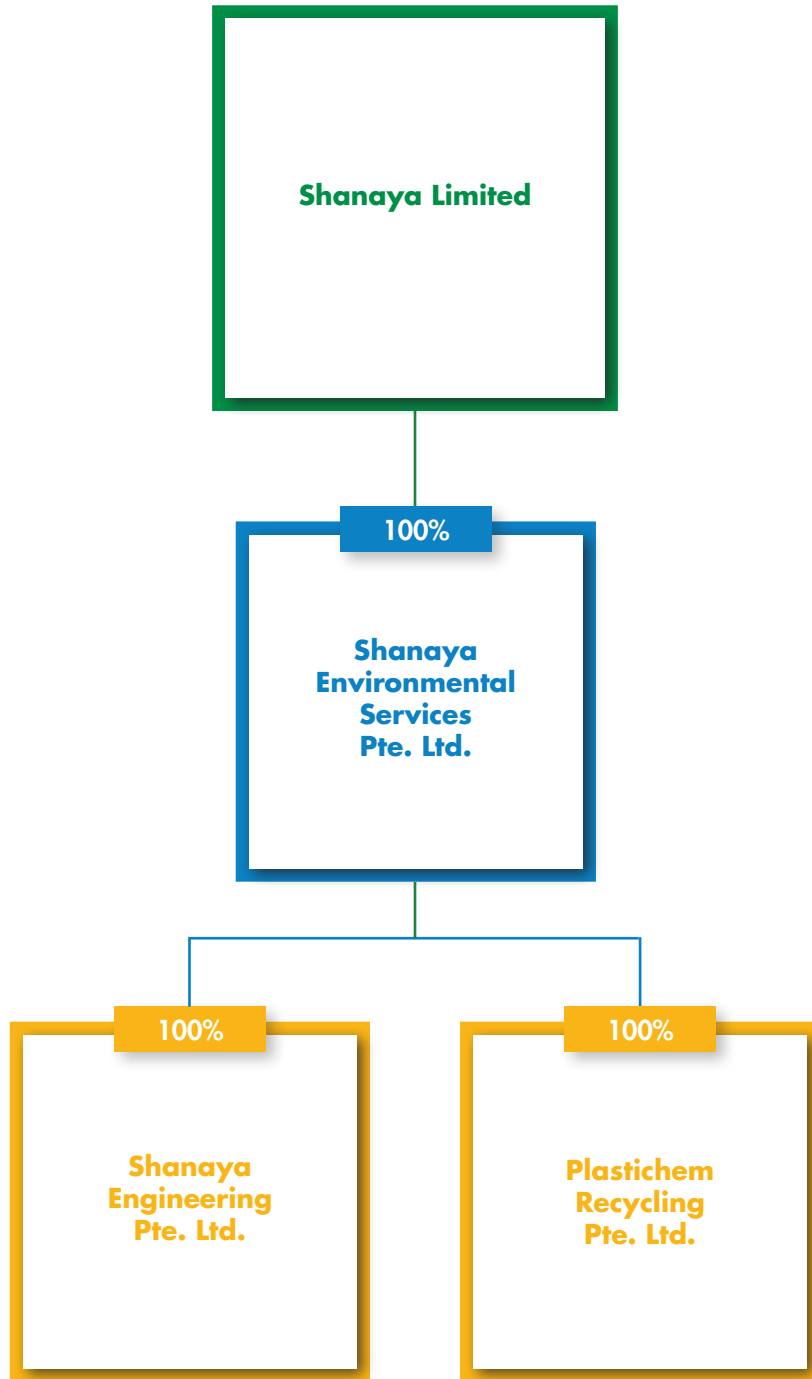 Shanaya Limited
100%
Shanaya
Environmental
Services
Pte. Ltd.
100%
Shanaya
Engineering
Pte. Ltd.
100%
Plastichem
Recycling
Pte. Ltd.